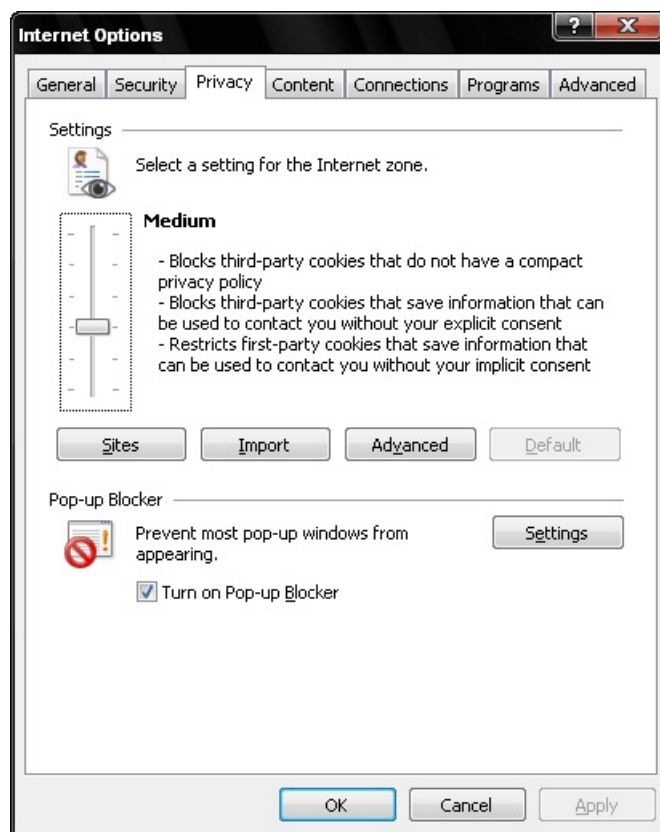 Internet Options
?
X
General Security Privacy Content Connections Programs Advanced
Settings
Select a setting for the Internet zone.
Medium
- Blocks third-party cookies that do not have a compact
privacy policy
- Blocks third-party cookies that save information that can
be used to contact you without your explicit consent
- Restricts first-party cookies that save information that
can be used to contact you without your implicit consent
Sites Import Advanced Default
Pop-up Blocker
Prevent most pop-up windows from
appearing.
Settings
Turn on Pop-up Blocker
OK Cancel Apply